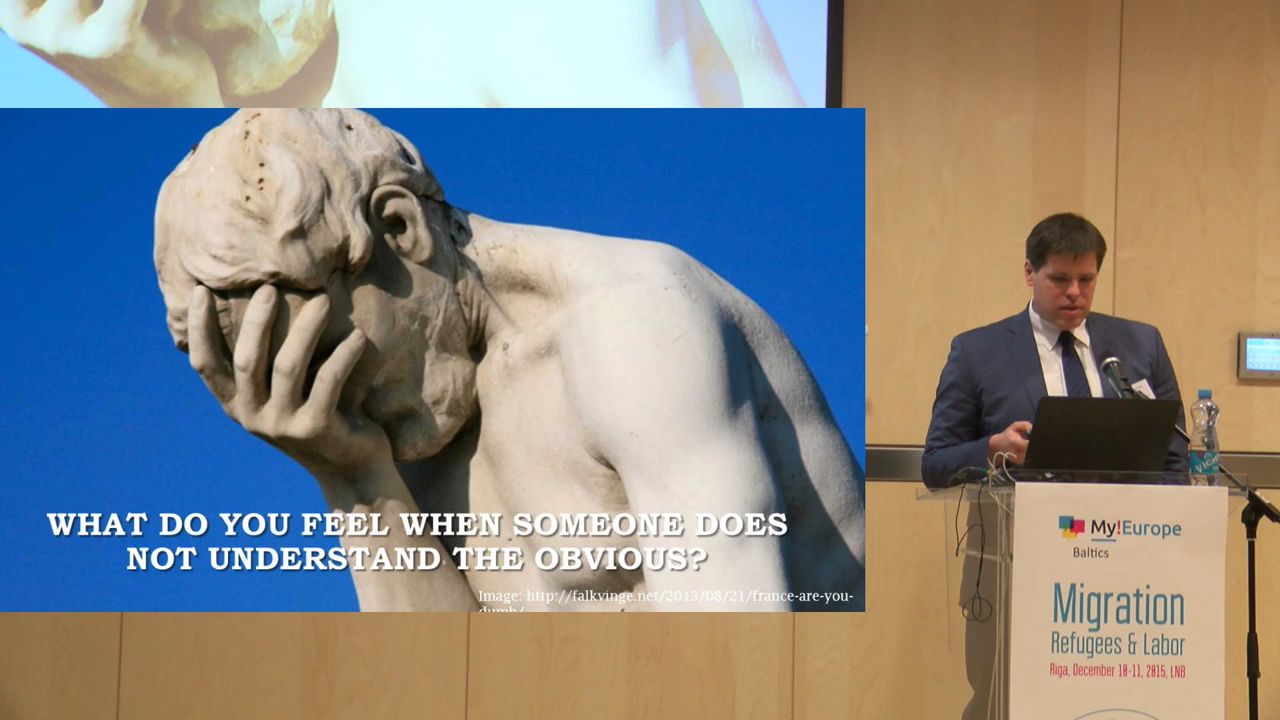 WHAT DO YOU FEEL WHEN SOMEONE DOES
NOT UNDERSTAND THE OBVIOUS?
Image: http://falkvinge.net/2013/08/21/france-are-you-
dumb/
My!Europe
Baltics
Migration
Refugees & Labor
Riga, December 10-11, 2015, LNB